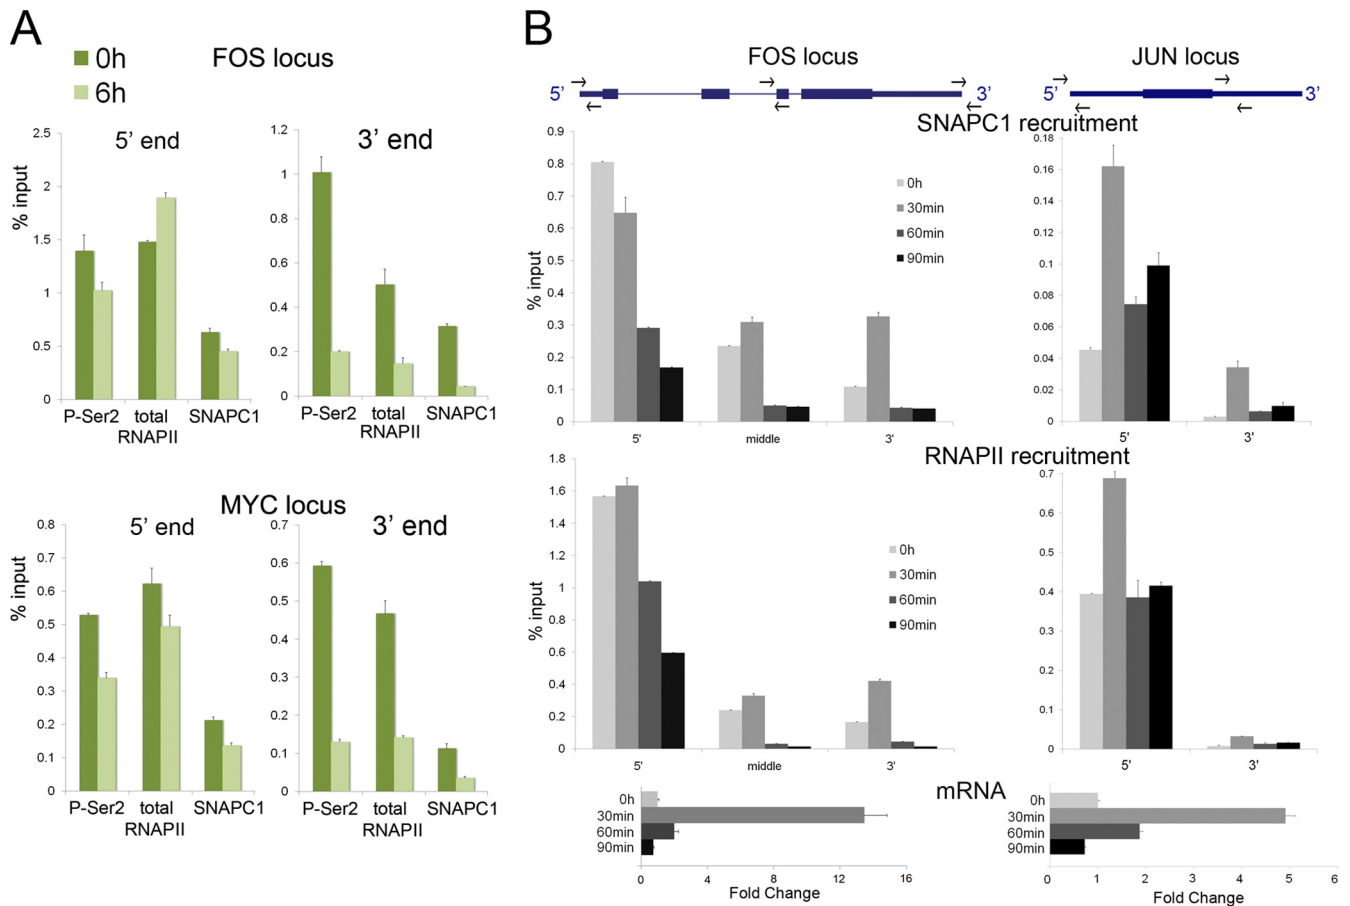 A
0h
6h
FOS locus
5’ end
3’ end
% input
2.5
2
1.5
1
0.5
0
P-Ser2 total RNAPII SNAPC1
1.2
1
0.8
0.6
0.4
0.2
0
P-Ser2 total RNAPII SNAPC1
MYC locus
5’ end
3’ end
% input
0.8
0.7
0.6
0.5
0.4
0.3
0.2
0.1
0
P-Ser2 total RNAPII SNAPC1
0.7
0.6
0.5
0.4
0.3
0.2
0.1
0
P-Ser2 total RNAPII SNAPC1
B
FOS locus
JUN locus
5’ 3’
5’ 3’
SNAPC1 recruitment
% input
0.9
0.8
0.7
0.6
0.5
0.4
0.3
0.2
0.1
0
5' middle 3'
0h
30min
60min
90min
0.18
0.16
0.14
0.12
0.1
0.08
0.06
0.04
0.02
0
5' 3'
RNAPII recruitment
% input
1.8
1.6
1.4
1.2
1
0.8
0.6
0.4
0.2
0
5' middle 3'
0h
30min
60min
90min
0.7
0.6
0.5
0.4
0.3
0.2
0.1
0
5' 3'
mRNA
0h
30min
60min
90min
0 4 8 12 16
Fold Change
0h
30min
60min
90min
0 1 2 3 4 5 6
Fold Change